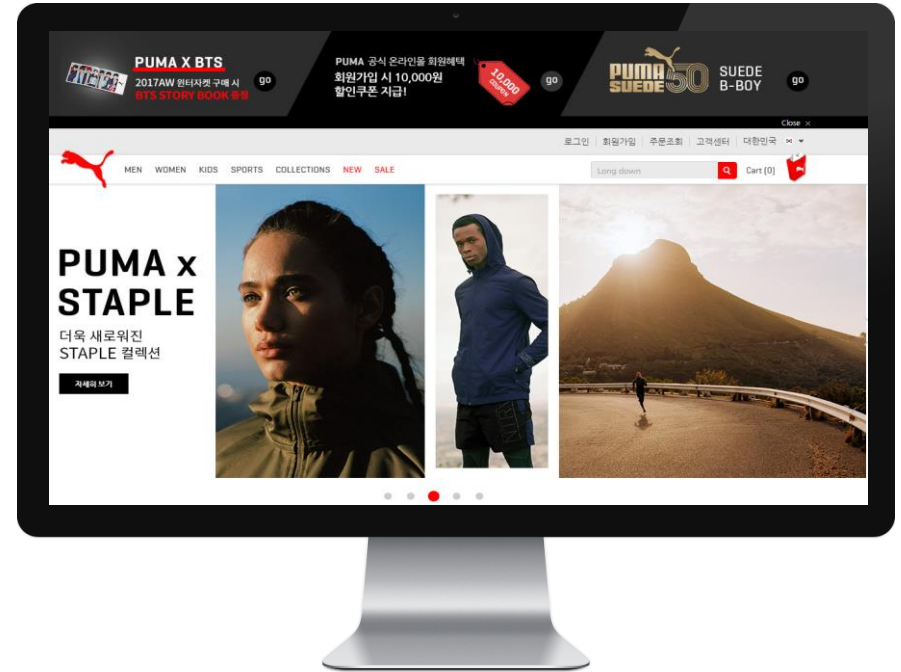 PUMA X BTS
2017AW 윈터자켓 구매 시
BTS STORY BOOK 증정
go
PUMA 공식 온라인몰 회원혜택
회원가입 시 10,000원
할인쿠폰 지급!
10,000
COUPON
go
PUMA
SUEDE
50
SUEDE
B-BOY
go
Close ×
로그인 회원가입 주문조회 고객센터 대한민국
MEN WOMEN KIDS SPORTS COLLECTIONS NEW SALE
Long down
Cart (0)
PUMA x
STAPLE
더욱 새로워진
STAPLE 컬렉션
자세히 보기